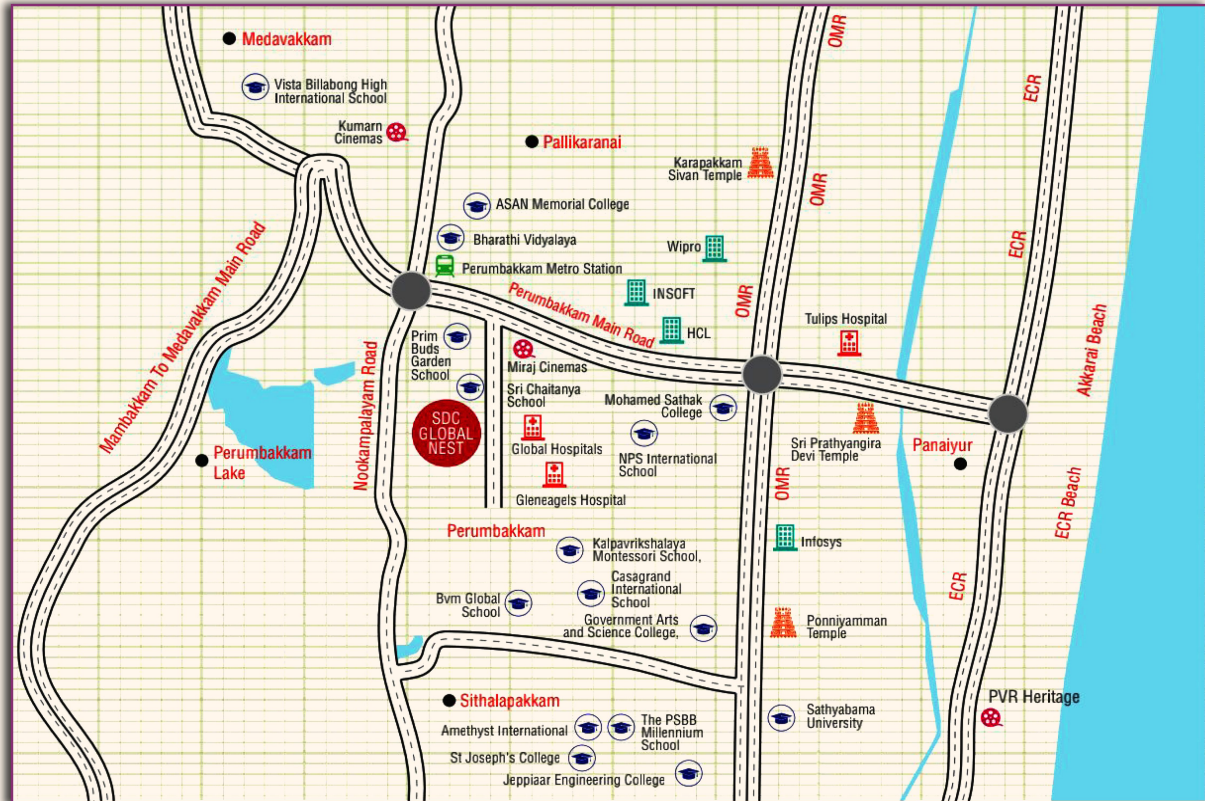 Medavakkam
Vista Billabong High
International School
Kumarn
Cinemas
Pallikaranai
Karapakkam
Sivan Temple
OMR
ECR
OMR
ASAN Memorial College
Bharathi Vidyalaya
Perumbakkam Metro Station
Wipro
INSOFT
HCL
OMR
ECR
Mambakkam To Medavakkam Main Road
Perumbakkam Main Road
Tulips Hospital
Akkarai Beach
Prim
Buds
Garden
School
Miraj Cinemas
Sri Chaitanya
School
Nookampalayam Road
SDC
GLOBAL
NEST
Mohamed Sathak
College
Global Hospitals
NPS International
School
Gleneagels Hospital
Sri Prathyangira
Devi Temple
Panaiyur
Perumbakkam
Lake
OMR
ECR Beach
Perumbakkam
Kalpavrikshalaya
Montessori School,
Infosys
Casagrand
International
School
Bvm Global
School
Government Arts
and Science College,
Ponniyamman
Temple
ECR
Sithalapakkam
Amethyst International
The PSBB
Millennium
School
Sathyabama
University
PVR Heritage
St Joseph's College
Jeppiaar Engineering College